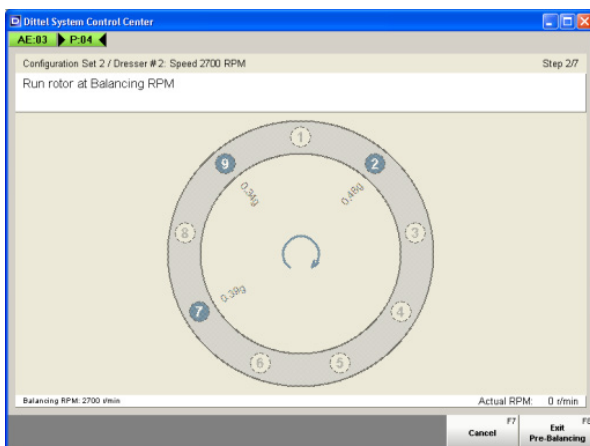 Dittel System Control Center
AE:03 P:04
Configuration Set 2 / Dresser # 2: Speed 2700 RPM Step 2/7
Run rotor at Balancing RPM
1
9 2
0.34g 0.48g
8 3
0.39g
7 4
6 5
Balancing RPM: 2700 r/min Actual RPM: 0 r/min
F7 F8
Cancel Exit
Pre-Balancing